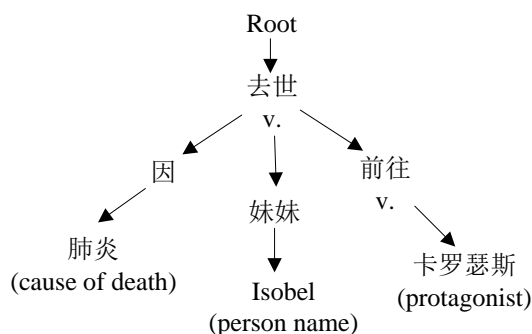 Root
去世
v.
因
前往
v.
妹妹
肺炎
(cause of death)
Isobel
(person name)
卡罗瑟斯
(protagonist)